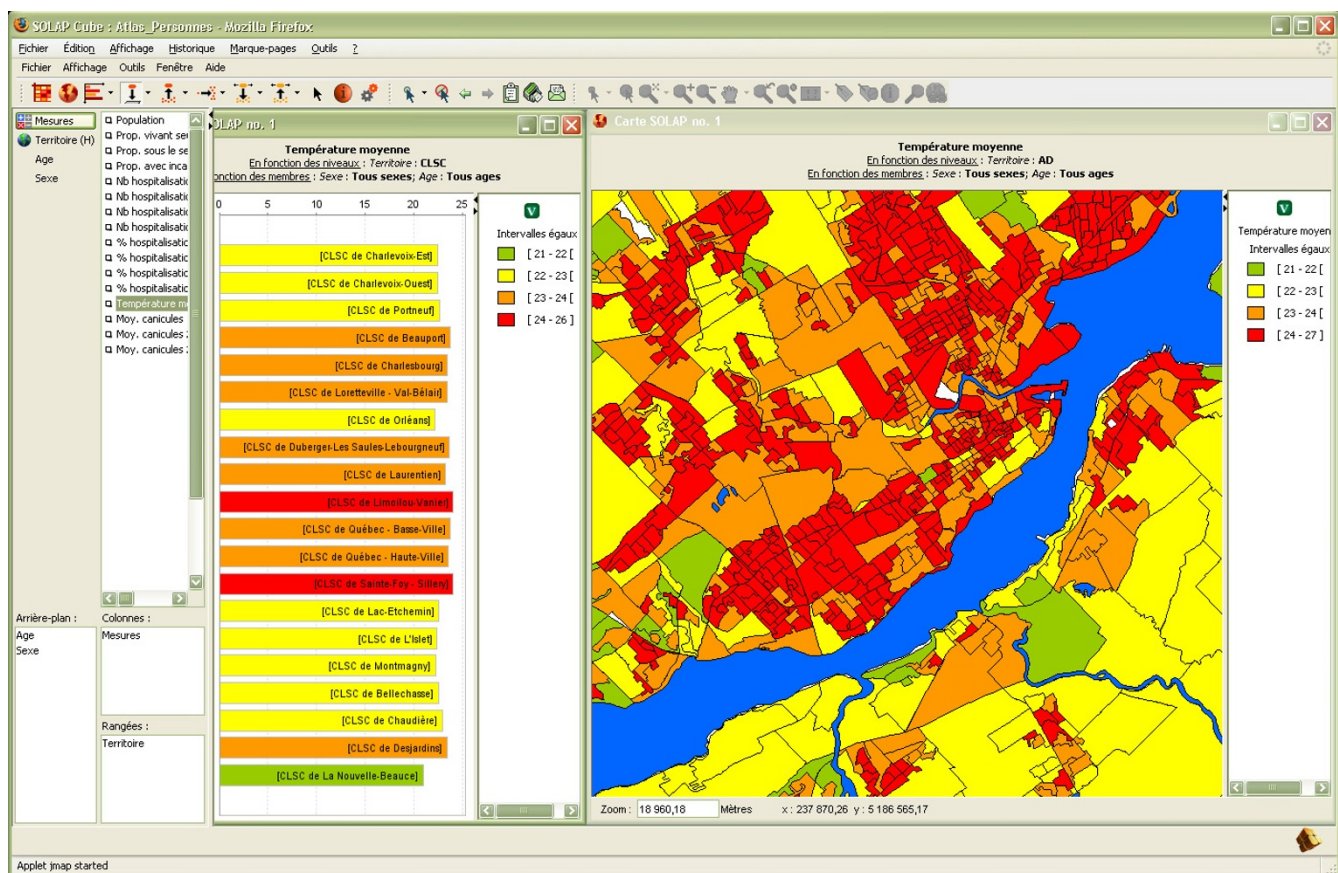 SOLAP Cube : Atlas_Personnes - Mozilla Firefox
Fichier Édition Affichage Historique Marque-pages Outils ?
Fichier Affichage Outils Fenêtre Aide
Mesures
Territoire (H)
Age
Sexe
Population
Prop. vivant seu
Prop. sous le se
Prop. avec inca
Nb hospitalisatic
Nb hospitalisatic
Nb hospitalisatic
Nb hospitalisatic
% hospitalisatic
% hospitalisatic
% hospitalisatic
% hospitalisatic
Température m
Moy. canicules
Moy. canicules 2
Moy. canicules 2
Arrière-plan :
Age
Sexe
Colonnes :
Mesures
Rangées :
Territoire
OLAP no. 1
Température moyenne
En fonction des niveaux : Territoire : CLSC
onction des membres : Sexe : Tous sexes; Age : Tous ages
0 5 10 15 20 25
[CLSC de Charlevoix-Est]
[CLSC de Charlevoix-Ouest]
[CLSC de Portneuf]
[CLSC de Beauport]
[CLSC de Charlesbourg]
[CLSC de Loretteville - Val-Bélair]
[CLSC de Orléans]
[CLSC de Duberger-Les Saules-Lebourgneuf]
[CLSC de Laurentien]
[CLSC de Limoilou-Vanier]
[CLSC de Québec - Basse-Ville]
[CLSC de Québec - Haute-Ville]
[CLSC de Sainte-Foy - Sillery]
[CLSC de Lac-Etchemin]
[CLSC de L'Islet]
[CLSC de Montmagny]
[CLSC de Bellechasse]
[CLSC de Chaudière]
[CLSC de Desjardins]
[CLSC de La Nouvelle-Beauce]
V
Intervalles égaux
[ 21 - 22 [
[ 22 - 23 [
[ 23 - 24 [
[ 24 - 26 ]
Carte SOLAP no. 1
Température moyenne
En fonction des niveaux : Territoire : AD
En fonction des membres : Sexe : Tous sexes; Age : Tous ages
V
Température moyen
Intervalles égaux
[ 21 - 22 [
[ 22 - 23 [
[ 23 - 24 [
[ 24 - 27 ]
Zoom : 18 960,18 Mètres x : 237 870,26 y : 5 186 565,17
Applet jmap started